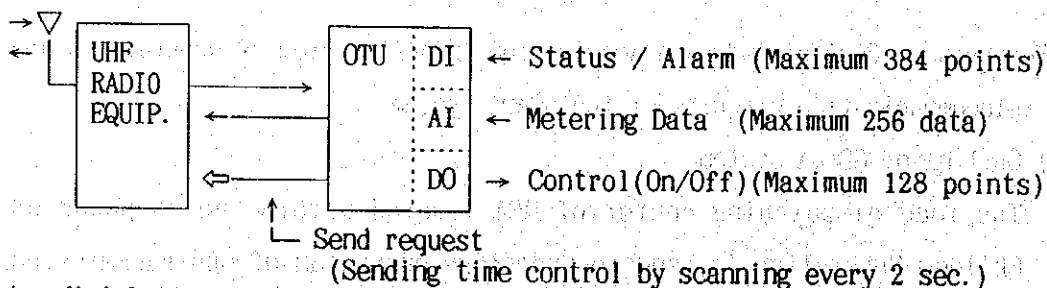 UHF
RADIO
EQUIP.
OTU
DI
AI
DO
← Status / Alarm (Maximum 384 points)
← Metering Data (Maximum 256 data)
→ Control(On/Off)(Maximum 128 points)
Send request
(Sending time control by scanning every 2 sec.)